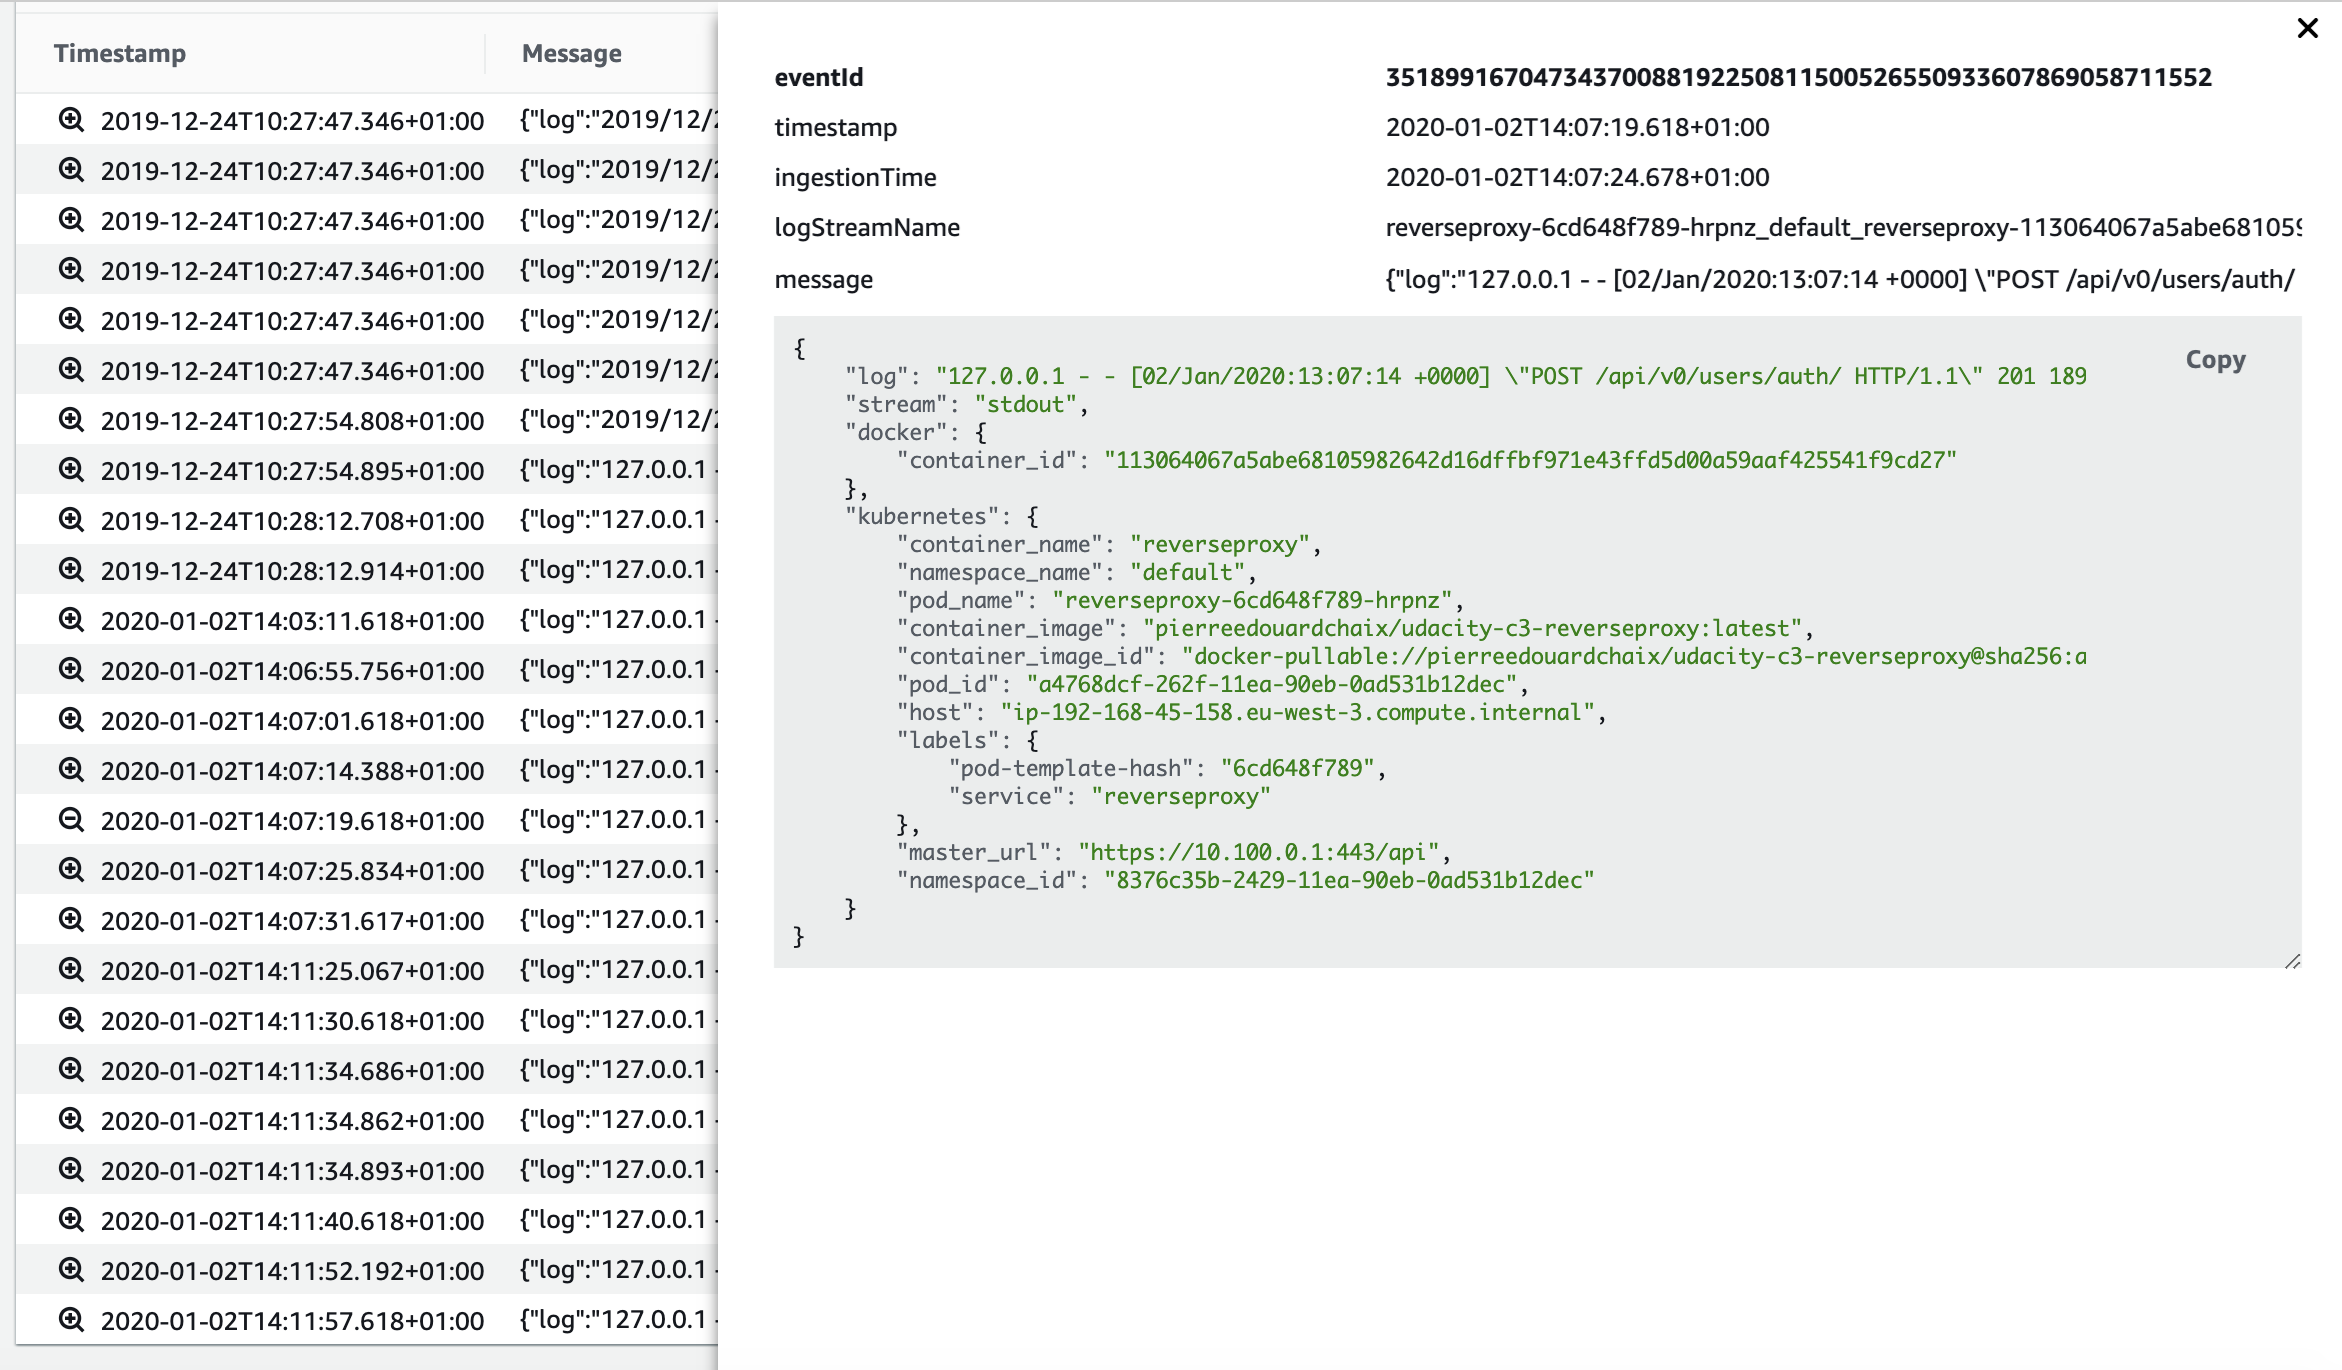 Timestamp Message
2019-12-24T10:27:47.346+01:00 {"log":"2019/12/
2019-12-24T10:27:47.346+01:00 {"log":"2019/12/
2019-12-24T10:27:47.346+01:00 {"log":"2019/12/
2019-12-24T10:27:47.346+01:00 {"log":"2019/12/
2019-12-24T10:27:47.346+01:00 {"log":"2019/12/
2019-12-24T10:27:47.346+01:00 {"log":"2019/12/
2019-12-24T10:27:54.808+01:00 {"log":"2019/12/
2019-12-24T10:27:54.895+01:00 {"log":"127.0.0.1 -
2019-12-24T10:28:12.708+01:00 {"log":"127.0.0.1 -
2019-12-24T10:28:12.914+01:00 {"log":"127.0.0.1 -
2020-01-02T14:03:11.618+01:00 {"log":"127.0.0.1 -
2020-01-02T14:06:55.756+01:00 {"log":"127.0.0.1 -
2020-01-02T14:07:01.618+01:00 {"log":"127.0.0.1 -
2020-01-02T14:07:14.388+01:00 {"log":"127.0.0.1 -
2020-01-02T14:07:19.618+01:00 {"log":"127.0.0.1 -
2020-01-02T14:07:25.834+01:00 {"log":"127.0.0.1 -
2020-01-02T14:07:31.617+01:00 {"log":"127.0.0.1 -
2020-01-02T14:11:25.067+01:00 {"log":"127.0.0.1 -
2020-01-02T14:11:30.618+01:00 {"log":"127.0.0.1 -
2020-01-02T14:11:34.686+01:00 {"log":"127.0.0.1 -
2020-01-02T14:11:34.862+01:00 {"log":"127.0.0.1 -
2020-01-02T14:11:34.893+01:00 {"log":"127.0.0.1 -
2020-01-02T14:11:40.618+01:00 {"log":"127.0.0.1 -
2020-01-02T14:11:52.192+01:00 {"log":"127.0.0.1 -
2020-01-02T14:11:57.618+01:00 {"log":"127.0.0.1 -
eventId 35189916704734370088192250811500526550933607869058711552
timestamp 2020-01-02T14:07:19.618+01:00
ingestionTime 2020-01-02T14:07:24.678+01:00
logStreamName reverseproxy-6cd648f789-hrpnz_default_reverseproxy-113064067a5abe681059
message {"log":"127.0.0.1 - - [02/Jan/2020:13:07:14 +0000] \"POST /api/v0/users/auth/
Copy
{
"log": "127.0.0.1 - - [02/Jan/2020:13:07:14 +0000] \"POST /api/v0/users/auth/ HTTP/1.1\" 201 189
"stream": "stdout",
"docker": {
"container_id": "113064067a5abe68105982642d16dffbf971e43ffd5d00a59aaf425541f9cd27"
},
"kubernetes": {
"container_name": "reverseproxy",
"namespace_name": "default",
"pod_name": "reverseproxy-6cd648f789-hrpnz",
"container_image": "pierreedouardchaix/udacity-c3-reverseproxy:latest",
"container_image_id": "docker-pullable://pierreedouardchaix/udacity-c3-reverseproxy@sha256:a
"pod_id": "a4768dcf-262f-11ea-90eb-0ad531b12dec",
"host": "ip-192-168-45-158.eu-west-3.compute.internal",
"labels": {
"pod-template-hash": "6cd648f789",
"service": "reverseproxy"
},
"master_url": "https://10.100.0.1:443/api",
"namespace_id": "8376c35b-2429-11ea-90eb-0ad531b12dec"
}
}